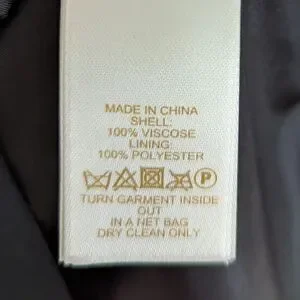 MADE IN CHINA
SHELL:
100% VISCOSE
LINING:
100% POLYESTER
P
TURN GARMENT INSIDE
OUT
IN A NET BAG
DRY CLEAN ONLY